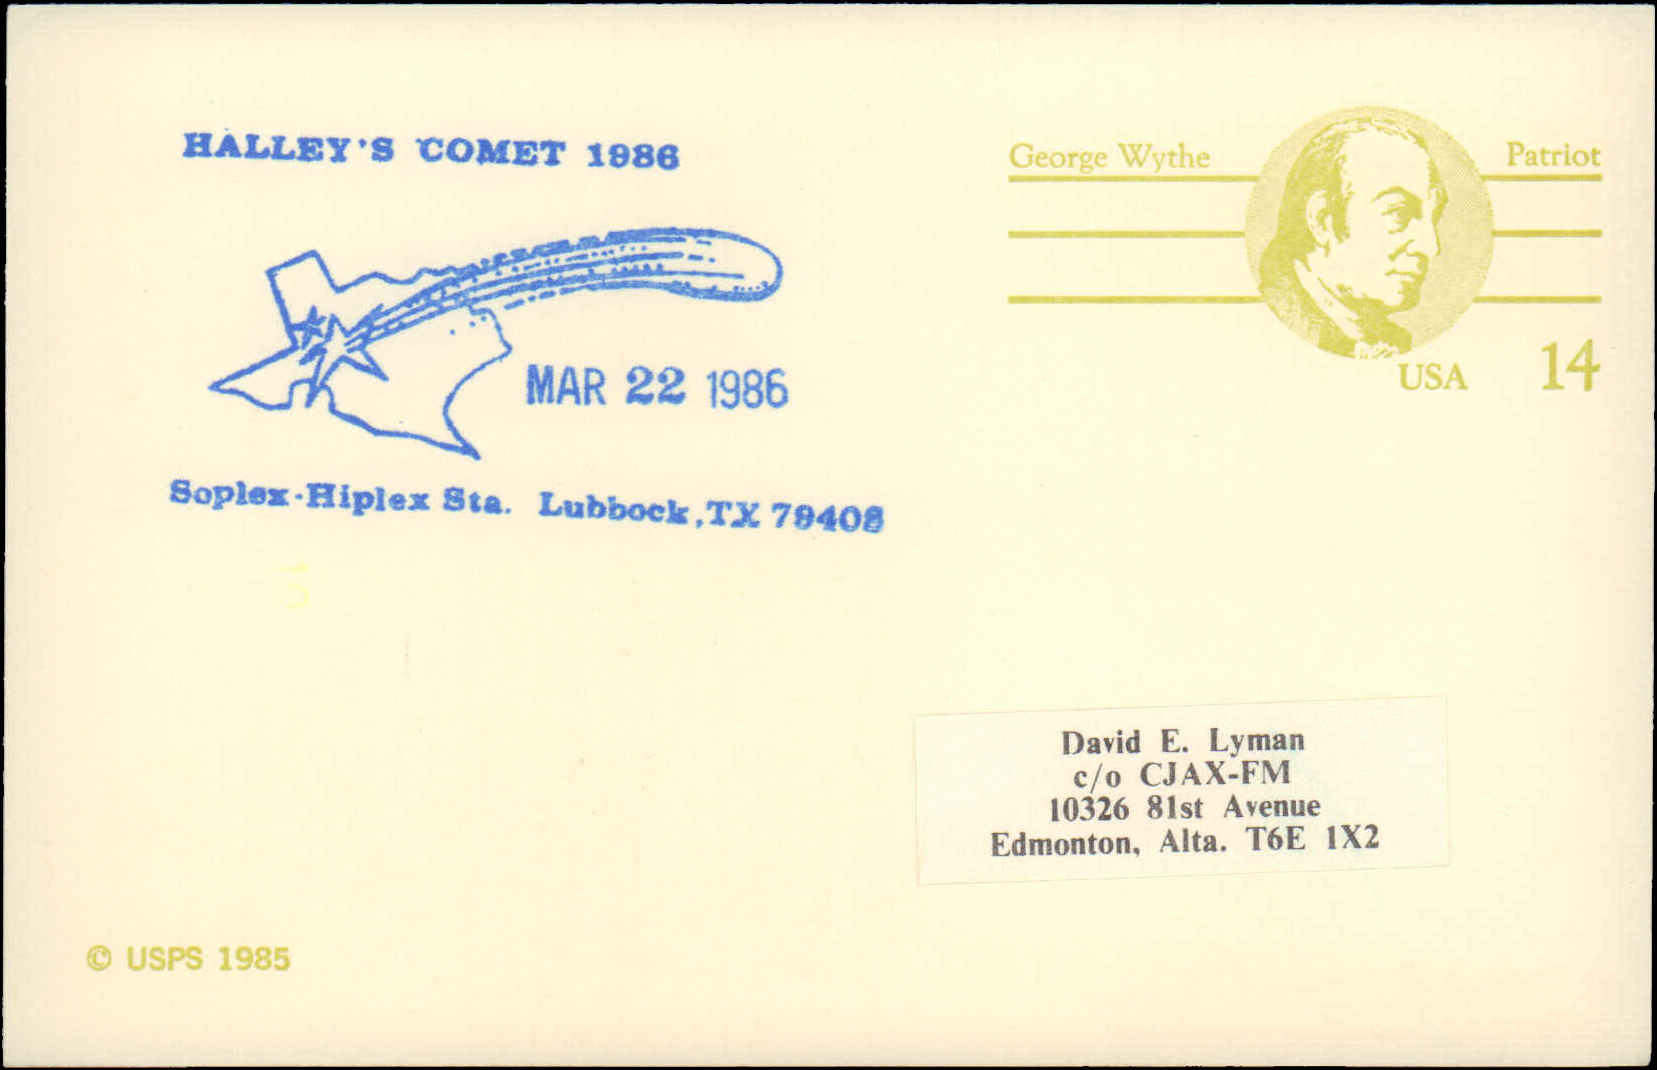 HALLEY'S COMET 1986
George Wythe Patriot
USA 14
MAR 22 1986
Soplex-Hiplex Sta. Lubbock, TX 79408
David E. Lyman
c/o CJAX-FM
10326 81st Avenue
Edmonton, Alta. T6E 1X2
© USPS 1985